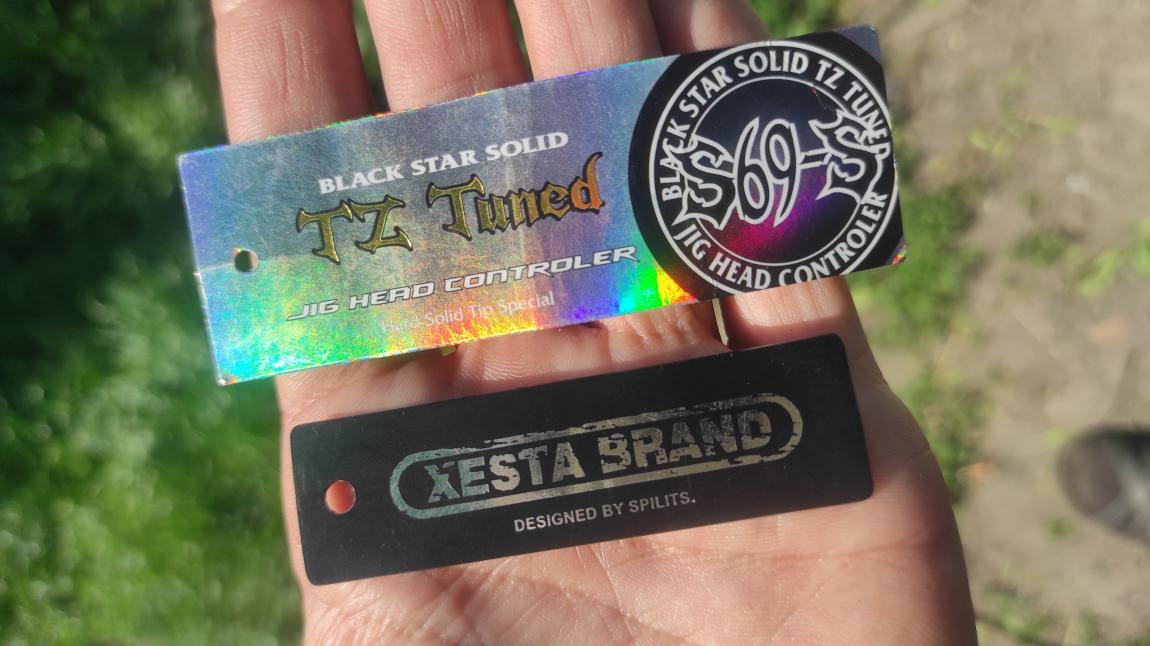 BLACK STAR SOLID
TZ Tuned
JIG HEAD CONTROLER
Hard Solid Tip Special
BLACK STAR SOLID TZ TUNED
S69S
JIG HEAD CONTROLER
XESTA BRAND
DESIGNED BY SPILITS.